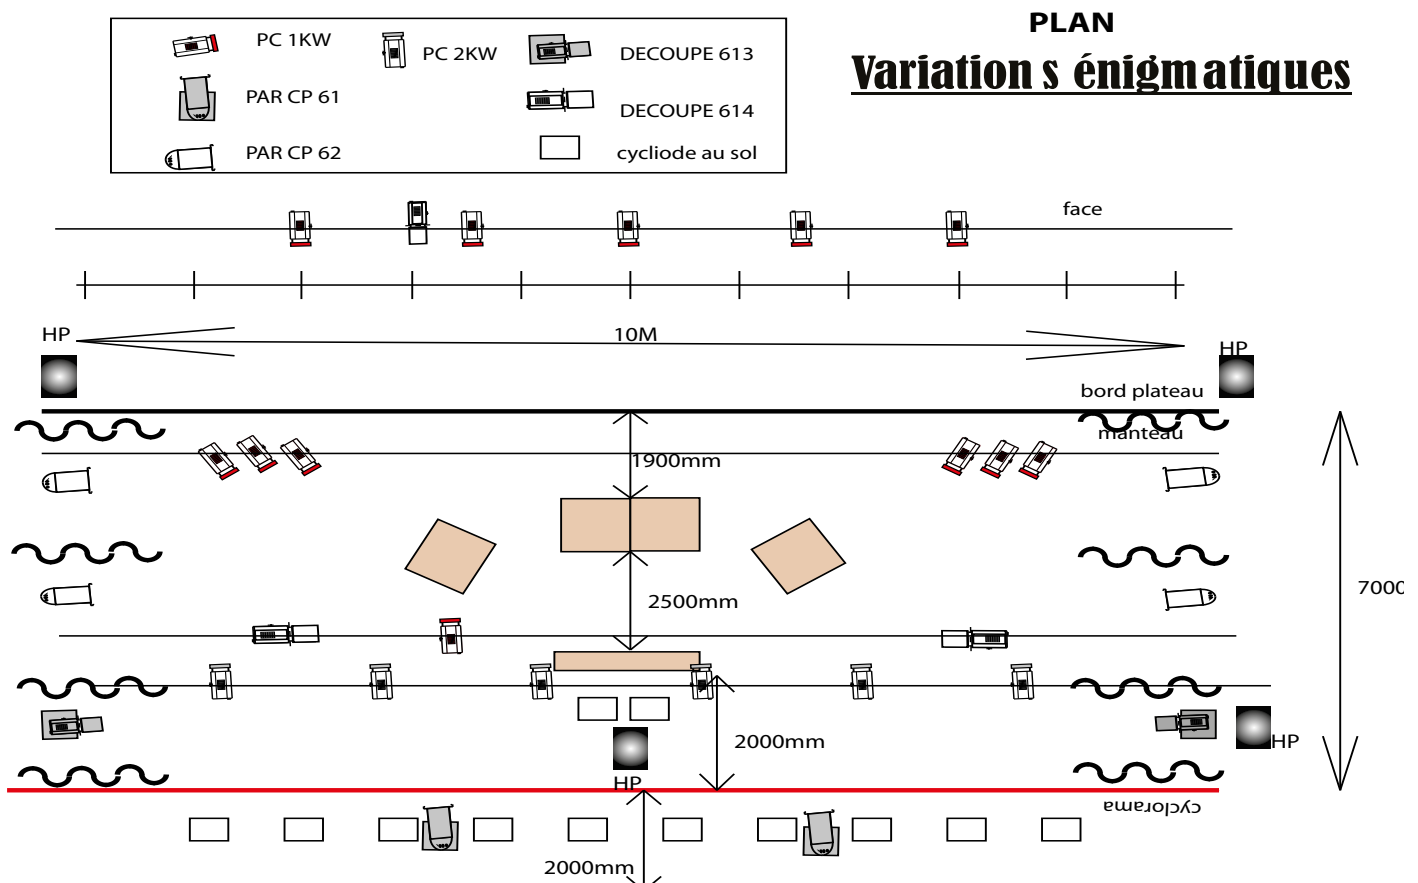 PLAN
Variation s énigmatiques
PC 1KW
PC 2KW
DECOUPE 613
PAR CP 61
DECOUPE 614
PAR CP 62
cycliode au sol
face
HP
10M
HP
bord plateau
manteau
1900mm
7000
2500mm
2000mm
HP
HP
cyclorama
2000mm